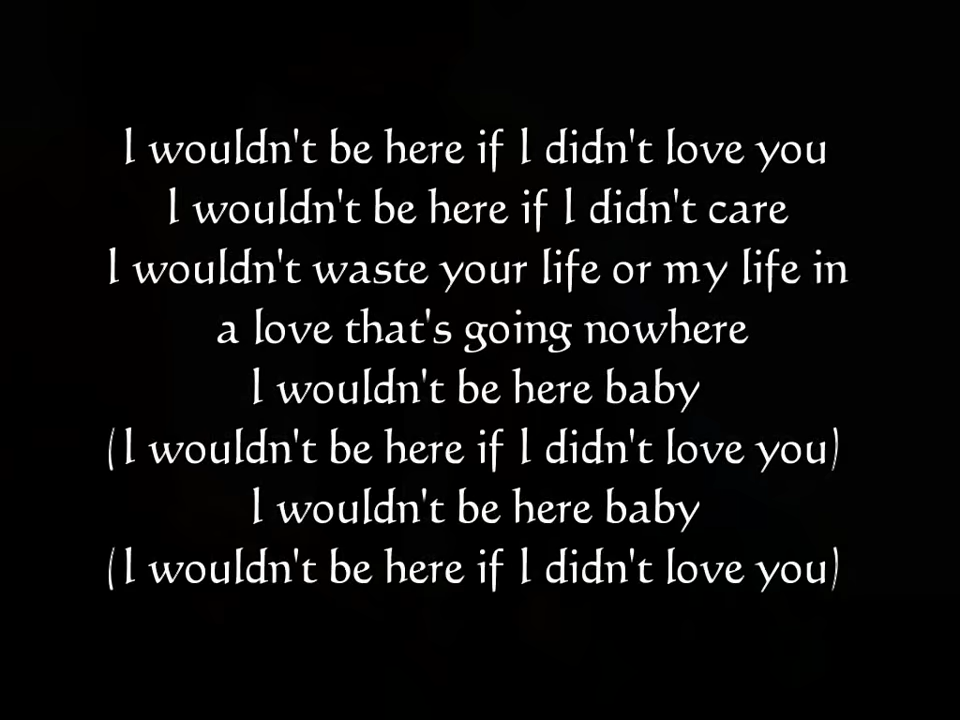 I wouldn't be here if I didn't love you
I wouldn't be here if I didn't care
I wouldn't waste your life or my life in
a love that's going nowhere
I wouldn't be here baby
(I wouldn't be here if I didn't love you)
I wouldn't be here baby
(I wouldn't be here if I didn't love you)